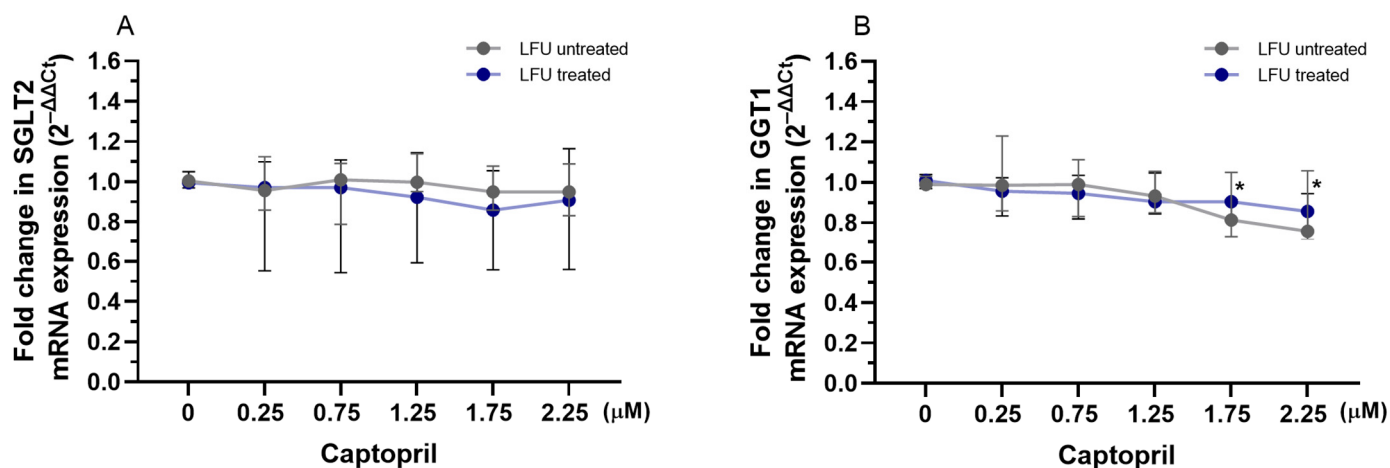 A
LFU untreated
LFU treated
Fold change in SGLT2
mRNA expression (2⁻ΔΔCt)
1.6
1.4
1.2
1.0
0.8
0.6
0.4
0.2
0.0
0 0.25 0.75 1.25 1.75 2.25 (μM)
Captopril
B
LFU untreated
LFU treated
Fold change in GGT1
mRNA expression (2⁻ΔΔCt)
1.6
1.4
1.2
1.0
0.8
0.6
0.4
0.2
0.0
* *
0 0.25 0.75 1.25 1.75 2.25 (μM)
Captopril